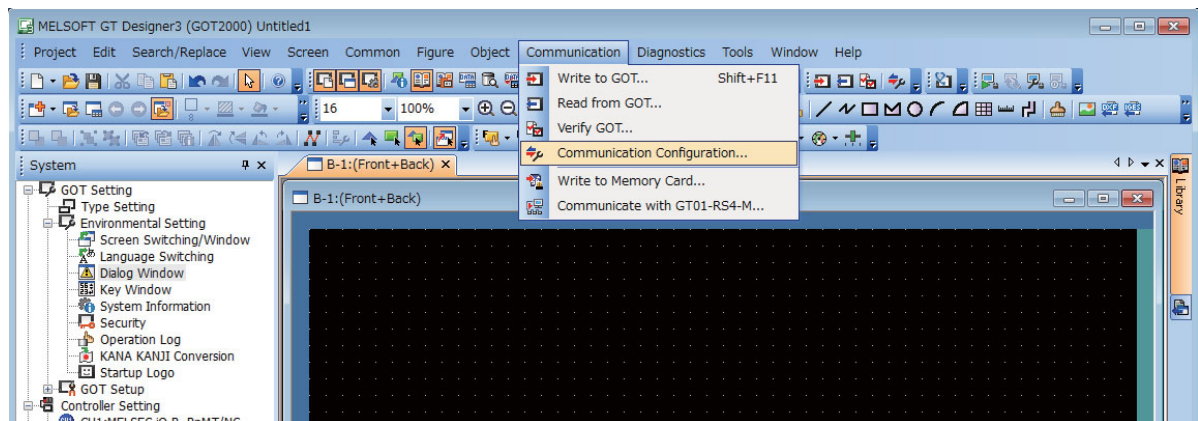 MELSOFT GT Designer3 (GOT2000) Untitled1
Project Edit Search/Replace View Screen Common Figure Object Communication Diagnostics Tools Window Help
Write to GOT... Shift+F11
16 100%
Read from GOT...
Verify GOT...
Communication Configuration...
Write to Memory Card...
Communicate with GT01-RS4-M...
System
B-1:(Front+Back)
B-1:(Front+Back)
Library
GOT Setting
Type Setting
Environmental Setting
Screen Switching/Window
Language Switching
Dialog Window
Key Window
System Information
Security
Operation Log
KANA KANJI Conversion
Startup Logo
GOT Setup
Controller Setting